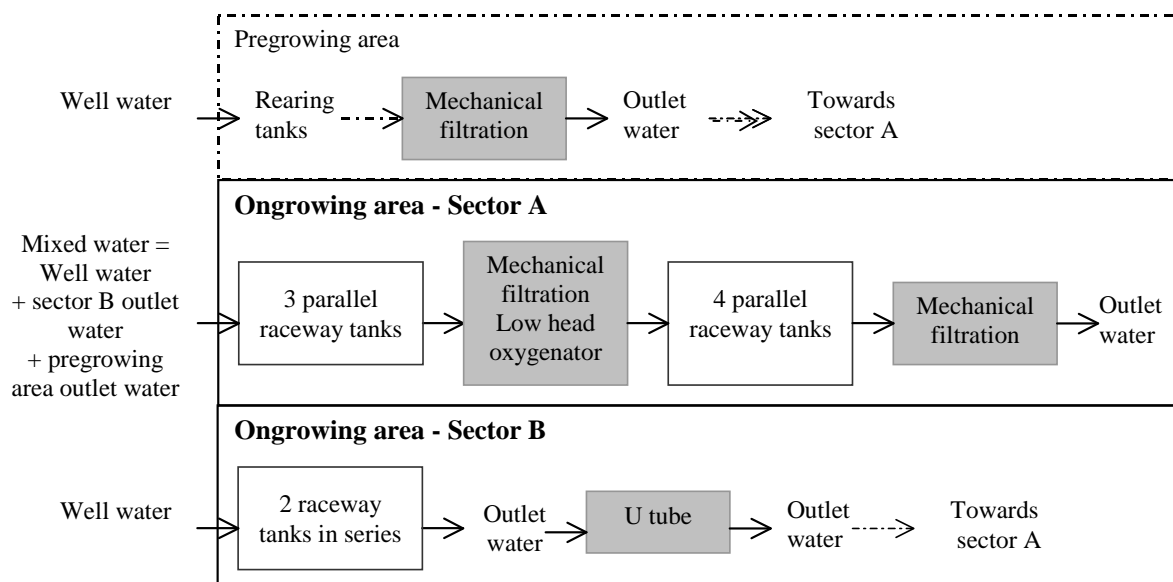 Pregrowing area
Well water
Rearing
tanks
Mechanical
filtration
Outlet
water
Towards
sector A
Ongrowing area - Sector A
Mixed water =
Well water
+ sector B outlet
water
+ pregrowing
area outlet water
3 parallel
raceway tanks
Mechanical
filtration
Low head
oxygenator
4 parallel
raceway tanks
Mechanical
filtration
Outlet
water
Ongrowing area - Sector B
Well water
2 raceway
tanks in series
Outlet
water
U tube
Outlet
water
Towards
sector A